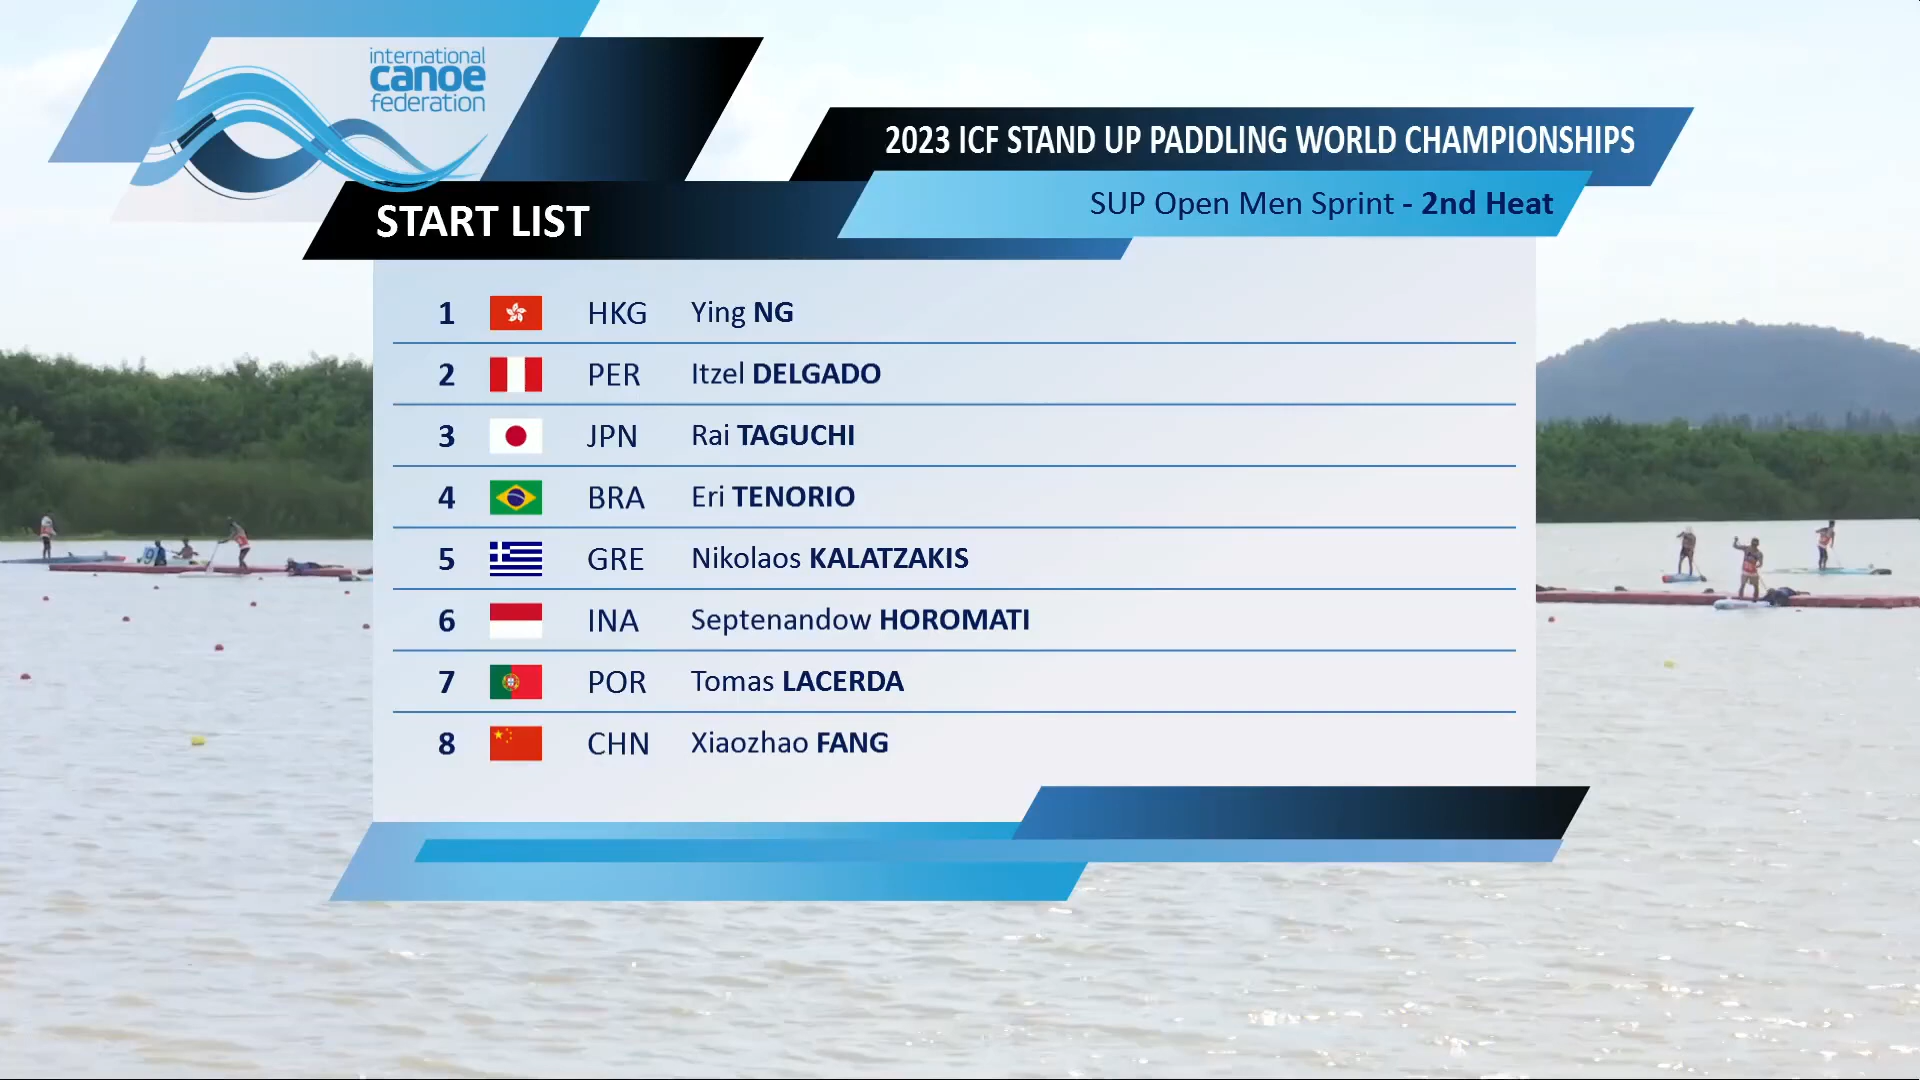 international
canoe
federation
2023 ICF STAND UP PADDLING WORLD CHAMPIONSHIPS
SUP Open Men Sprint - 2nd Heat
START LIST
1 HKG Ying NG
2 PER Itzel DELGADO
3 JPN Rai TAGUCHI
4 BRA Eri TENORIO
5 GRE Nikolaos KALATZAKIS
6 INA Septenandow HOROMATI
7 POR Tomas LACERDA
8 CHN Xiaozhao FANG
9